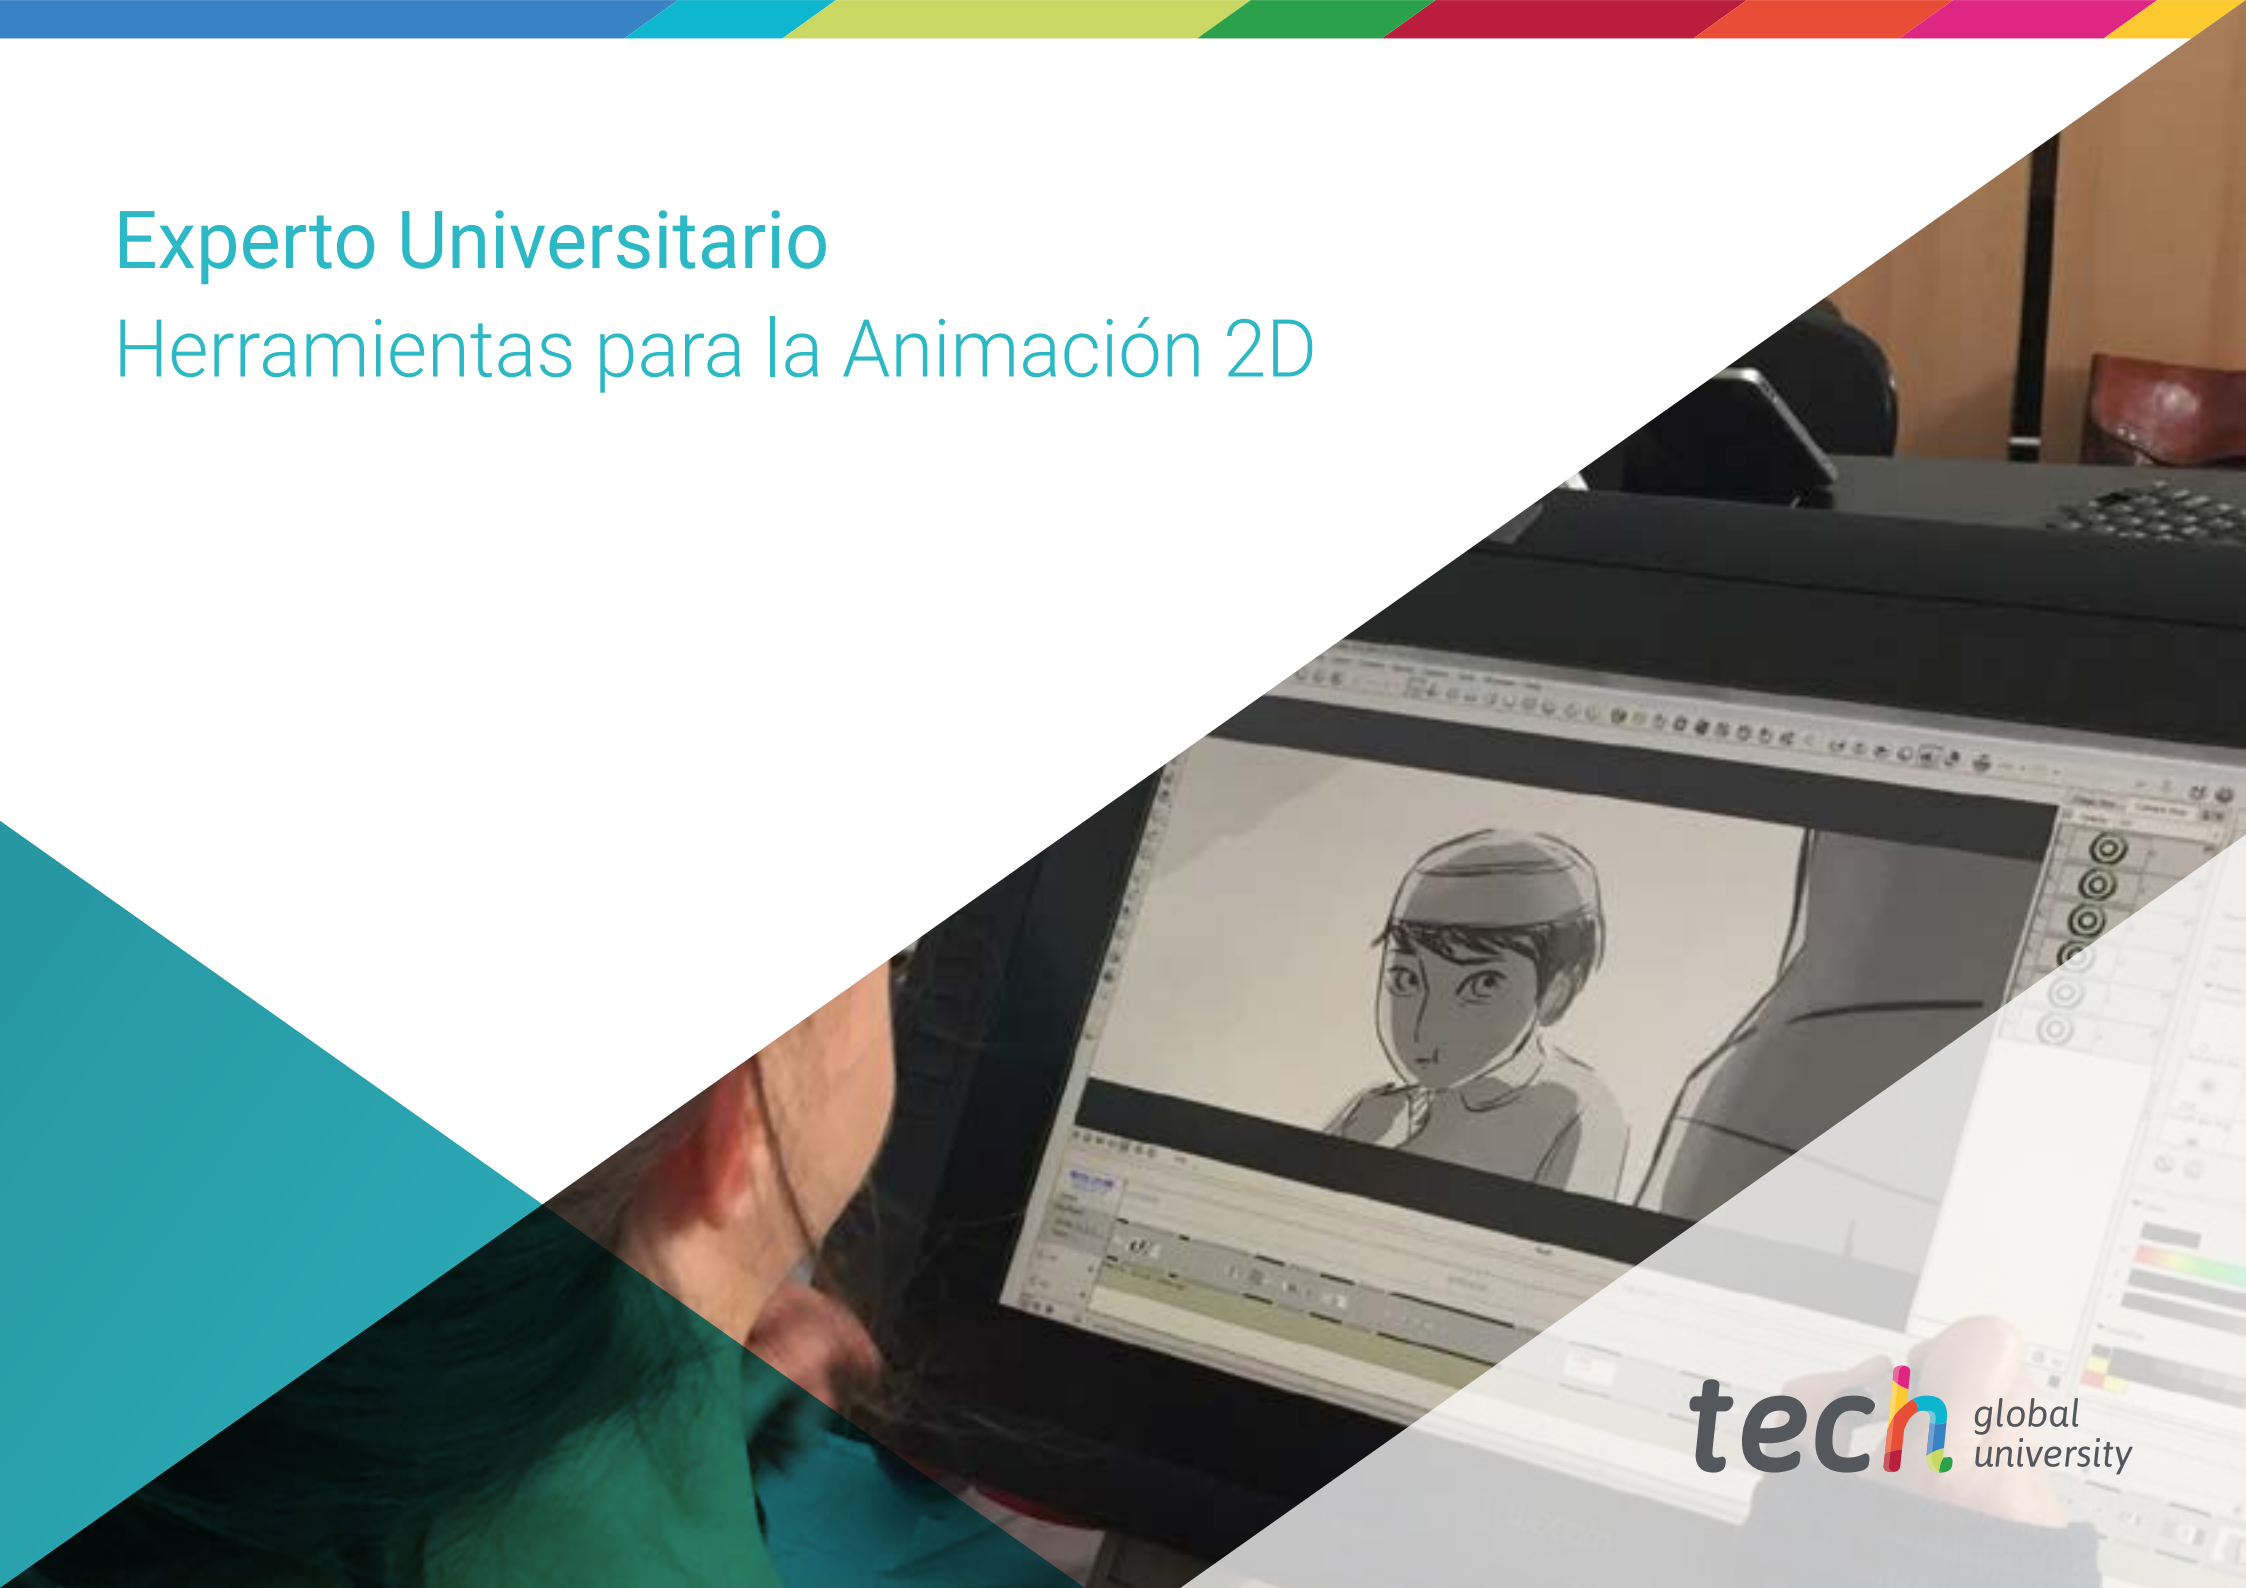 Experto Universitario
Herramientas para la Animación 2D
tech global
university